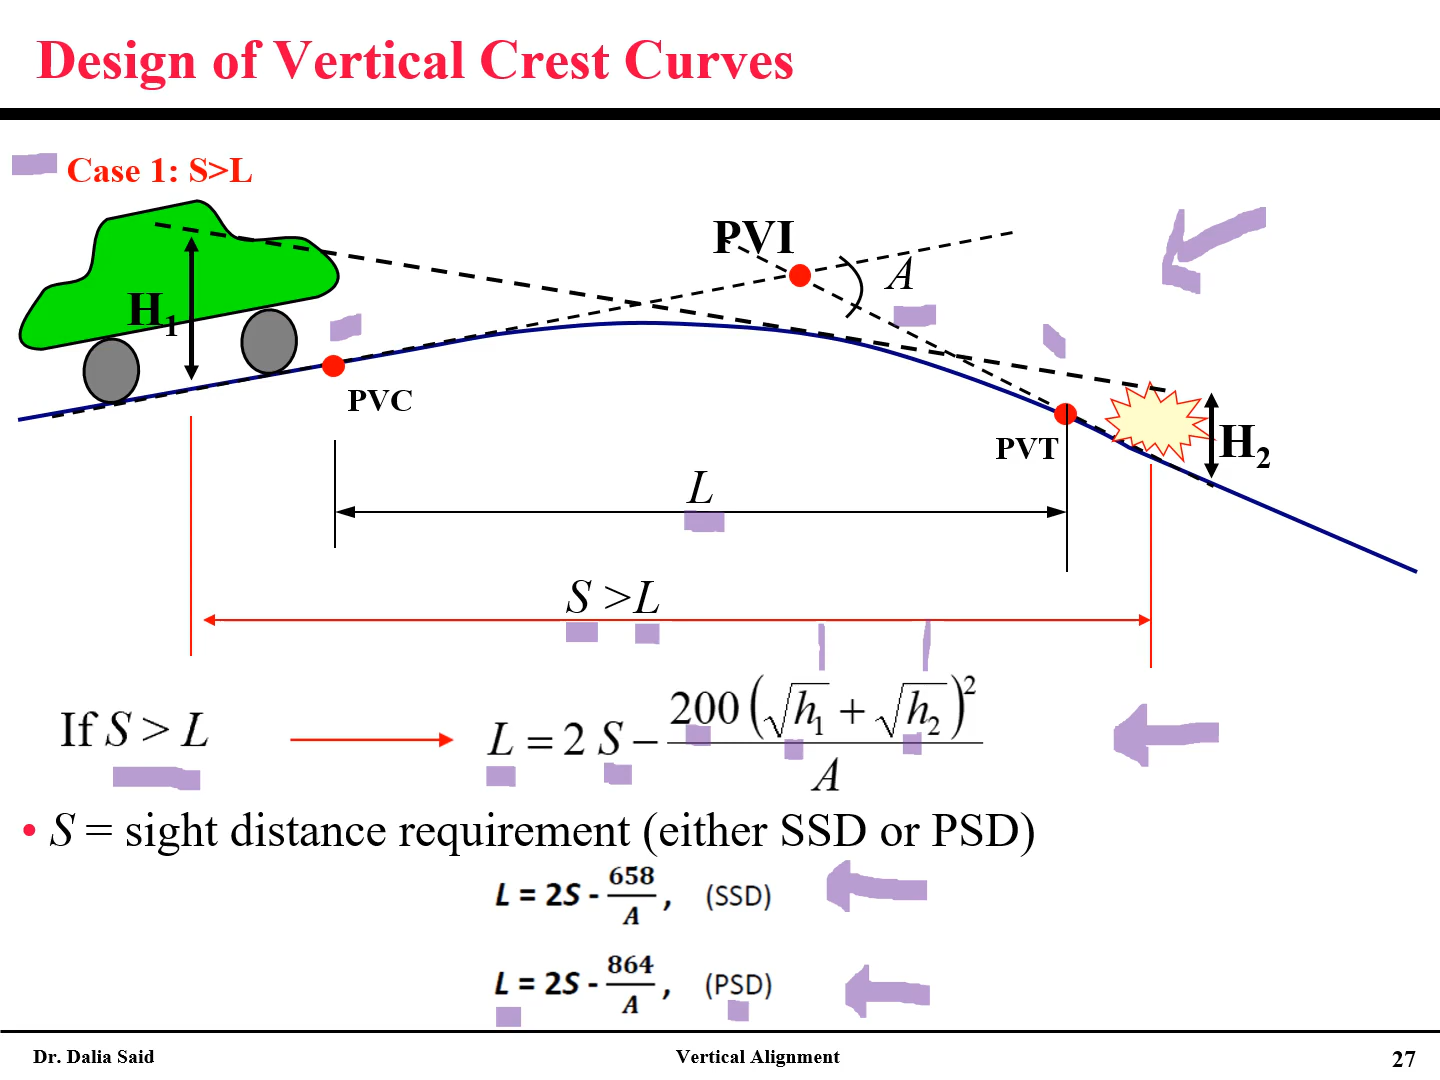 Design of Vertical Crest Curves
Case 1: S>L
PVI
A
H₁
PVC
PVT
H₂
L
S >L
If S > L
L = 2 S − 200(√h₁ + √h₂)² / A
• S = sight distance requirement (either SSD or PSD)
L = 2S - 658/A , (SSD)
L = 2S - 864/A , (PSD)
Dr. Dalia Said Vertical Alignment 27